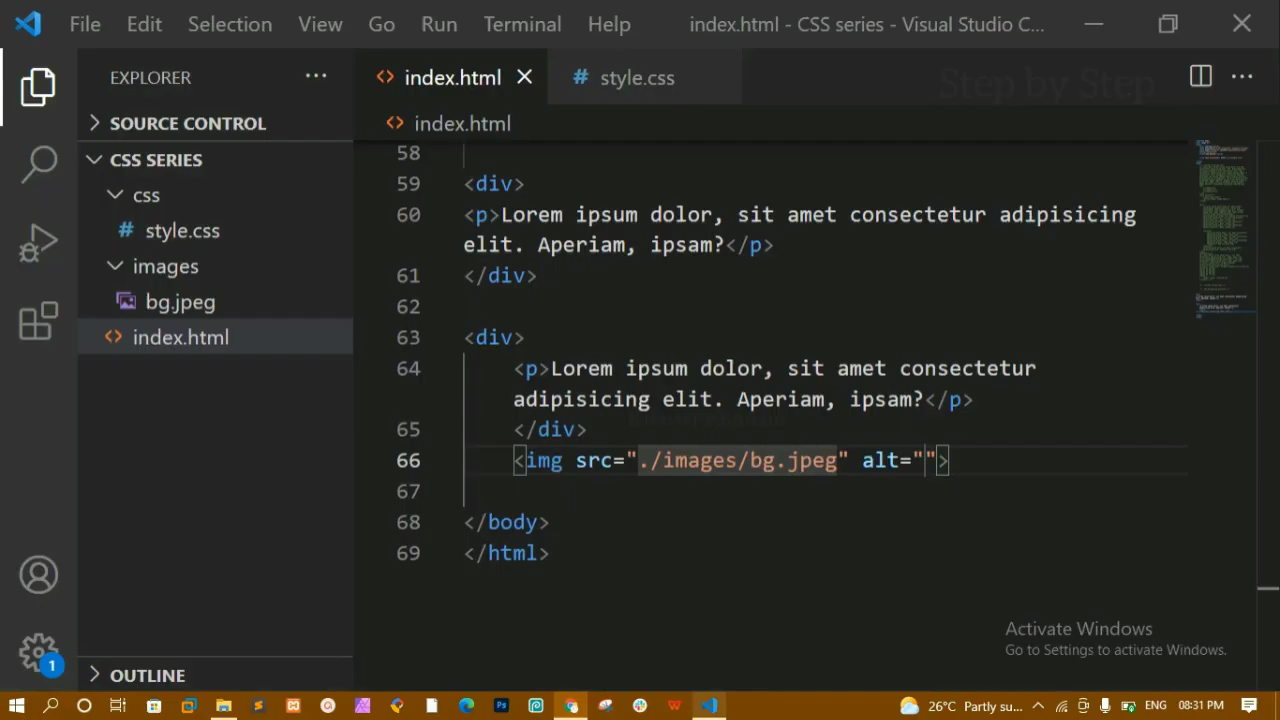 File Edit Selection View Go Run Terminal Help index.html - CSS series - Visual Studio C...
EXPLORER
index.html
# style.css
Step by Step
SOURCE CONTROL
index.html
CSS SERIES
css
# style.css
images
bg.jpeg
index.html
58
59 <div>
60 <p>Lorem ipsum dolor, sit amet consectetur adipisicing
elit. Aperiam, ipsam?</p>
61 </div>
62
63 <div>
64 <p>Lorem ipsum dolor, sit amet consectetur
adipisicing elit. Aperiam, ipsam?</p>
65 </div>
66 <img src="./images/bg.jpeg" alt="">
67
68 </body>
69 </html>
Activate Windows
Go to Settings to activate Windows.
1
OUTLINE
26°C Partly su... ENG 08:31 PM